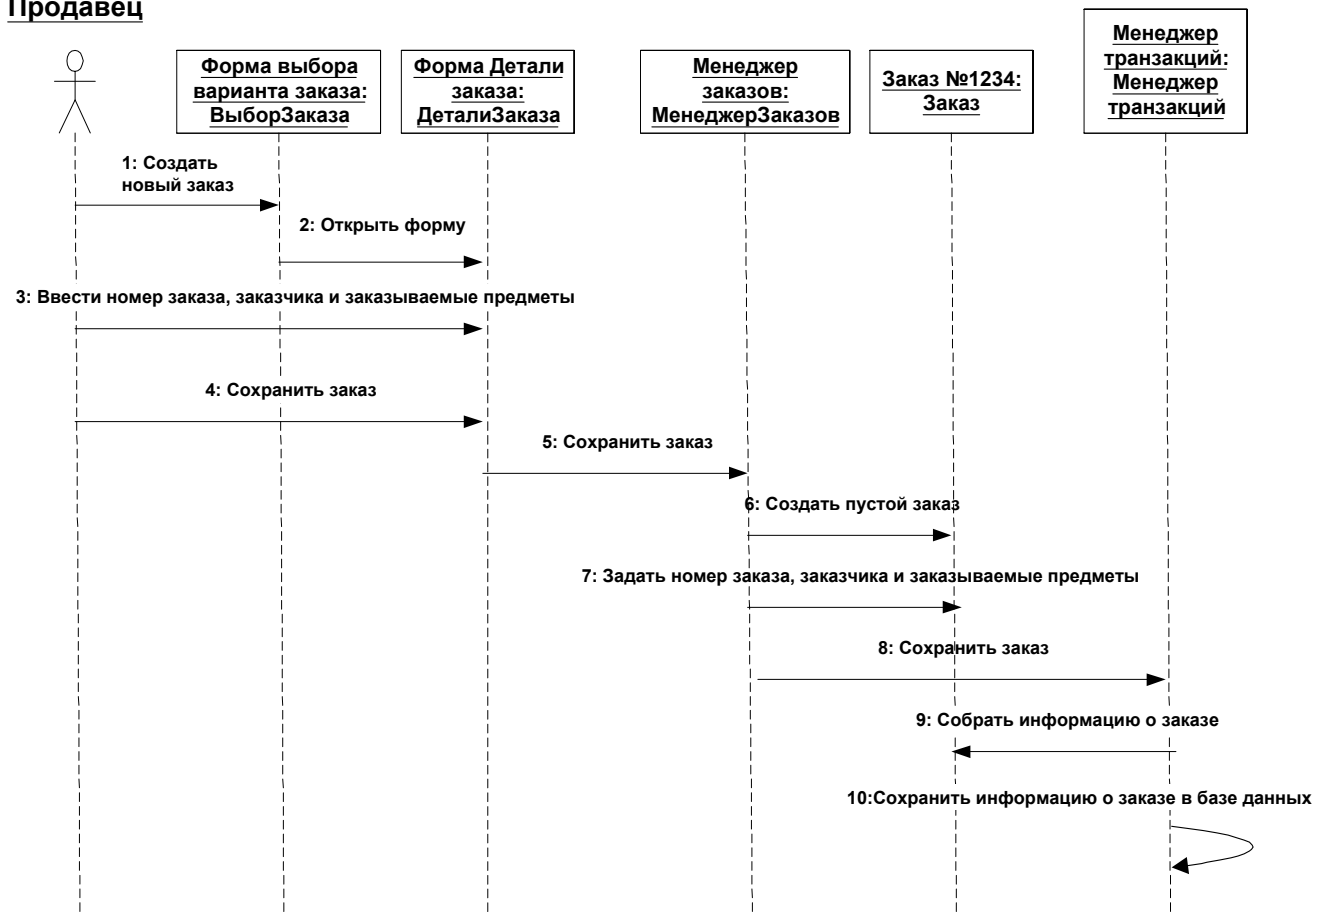 Продавец
Форма выбора
варианта заказа:
ВыборЗаказа
Форма Детали
заказа:
ДеталиЗаказа
Менеджер
заказов:
МенеджерЗаказов
Заказ №1234:
Заказ
Менеджер
транзакций:
Менеджер
транзакций
1: Создать
новый заказ
2: Открыть форму
3: Ввести номер заказа, заказчика и заказываемые предметы
4: Сохранить заказ
5: Сохранить заказ
6: Создать пустой заказ
7: Задать номер заказа, заказчика и заказываемые предметы
8: Сохранить заказ
9: Собрать информацию о заказе
10:Сохранить информацию о заказе в базе данных